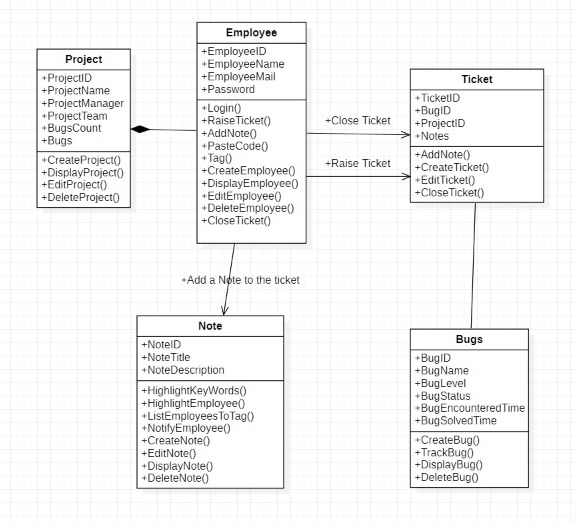 Project
+ProjectID
+ProjectName
+ProjectManager
+ProjectTeam
+BugsCount
+Bugs
+CreateProject()
+DisplayProject()
+EditProject()
+DeleteProject()
Employee
+EmployeeID
+EmployeeName
+EmployeeMail
+Password
+Login()
+RaiseTicket()
+AddNote()
+PasteCode()
+Tag()
+CreateEmployee()
+DisplayEmployee()
+EditEmployee()
+DeleteEmployee()
+CloseTicket()
+Close Ticket
+Raise Ticket
Ticket
+TicketID
+BugID
+ProjectID
+Notes
+AddNote()
+CreateTicket()
+EditTicket()
+CloseTicket()
+Add a Note to the ticket
Note
+NoteID
+NoteTitle
+NoteDescription
+HighlightKeyWords()
+HighlightEmployee()
+ListEmployeesToTag()
+NotifyEmployee()
+CreateNote()
+EditNote()
+DisplayNote()
+DeleteNote()
Bugs
+BugID
+BugName
+BugLevel
+BugStatus
+BugEncounteredTime
+BugSolvedTime
+CreateBug()
+TrackBug()
+DisplayBug()
+DeleteBug()